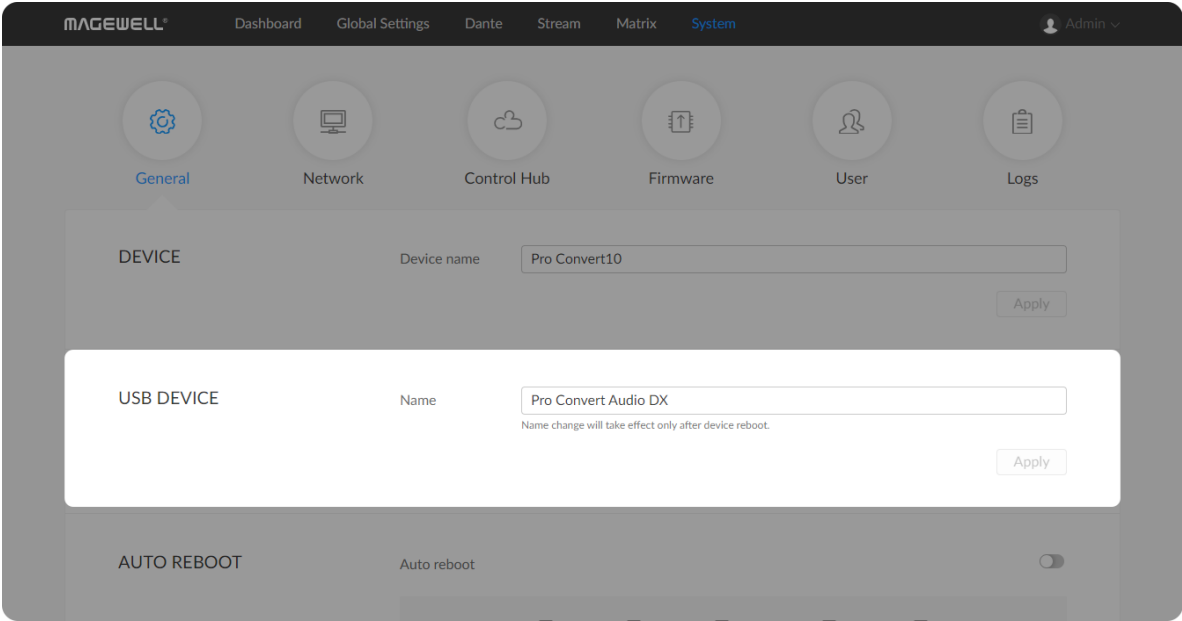 MAGEWELL® Dashboard Global Settings Dante Stream Matrix System Admin
General Network Control Hub Firmware User Logs
DEVICE Device name Pro Convert10
Apply
USB DEVICE Name Pro Convert Audio DX
Name change will take effect only after device reboot.
Apply
AUTO REBOOT Auto reboot